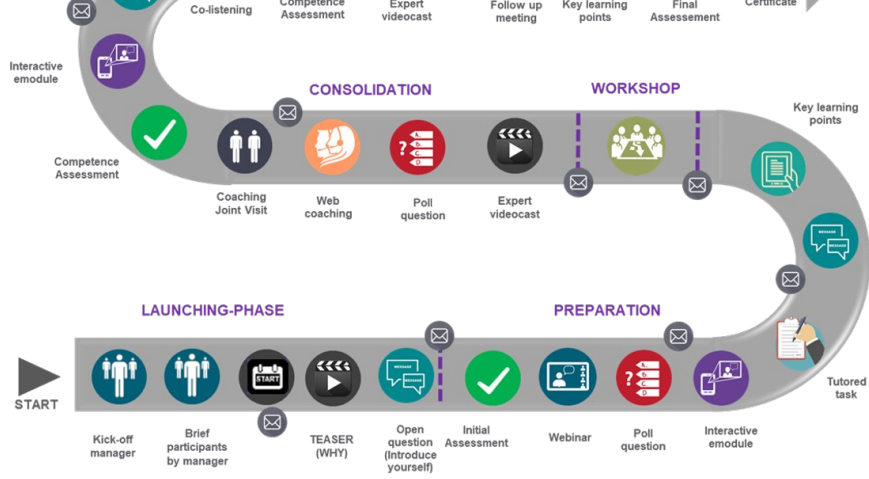 Co-listening
Competence
Assessment
Expert
videocast
Follow up
meeting
Key learning
points
Final
Assessement
Certificate
Interactive
emodule
CONSOLIDATION
WORKSHOP
Key learning
points
Competence
Assessment
Coaching
Joint Visit
Web
coaching
Poll
question
Expert
videocast
LAUNCHING-PHASE
PREPARATION
START
START
Tutored
task
Kick-off
manager
Brief
participants
by manager
TEASER
(WHY)
Open
question
(Introduce
yourself)
Initial
Assessment
Webinar
Poll
question
Interactive
emodule